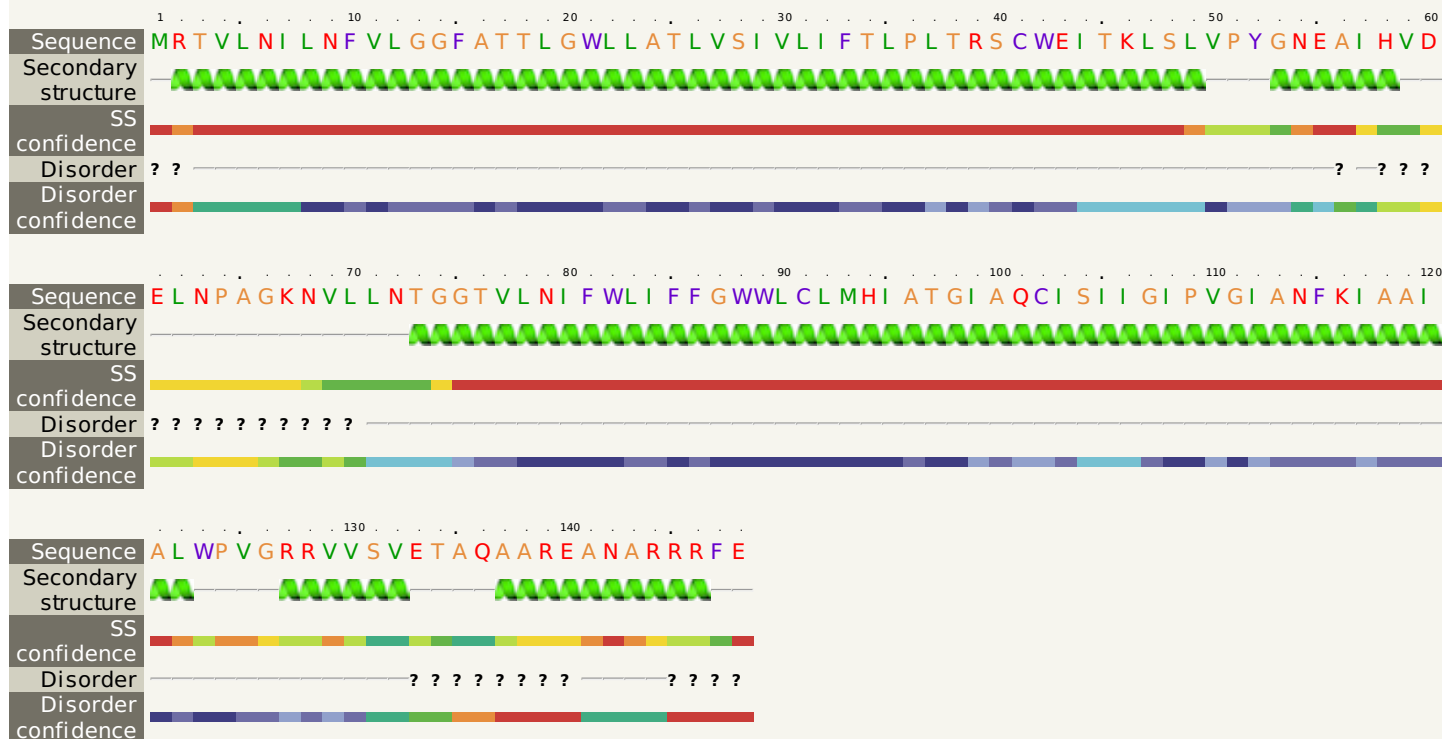 1 . . . . . . . . 10 . . . . . . . . . 20 . . . . . . . . . 30 . . . . . . . . . 40 . . . . . . . . . 50 . . . . . . . . . 60
Sequence M R T V L N I L N F V L G G F A T T L G W L L A T L V S I V L I F T L P L T R S C W E I T K L S L V P Y G N E A I H V D
Secondary
structure
SS
confidence
Disorder ? ? ? ? ? ?
Disorder
confidence
. . . . . . . . . 70 . . . . . . . . . 80 . . . . . . . . . 90 . . . . . . . . . 100 . . . . . . . . . 110 . . . . . . . . . 120
Sequence E L N P A G K N V L L N T G G T V L N I F W L I F F G W W L C L M H I A T G I A Q C I S I I G I P V G I A N F K I A A I
Secondary
structure
SS
confidence
Disorder ? ? ? ? ? ? ? ? ? ?
Disorder
confidence
. . . . . . . . . 130 . . . . . . . . . 140 . . . . . . . .
Sequence A L W P V G R R V V S V E T A Q A A R E A N A R R R F E
Secondary
structure
SS
confidence
Disorder ? ? ? ? ? ? ? ? ? ? ? ?
Disorder
confidence